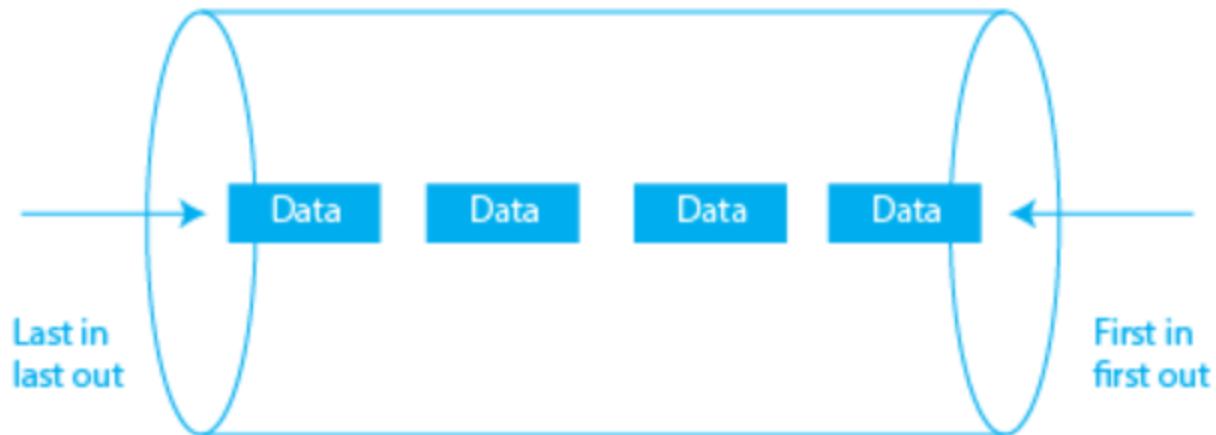 Data Data Data Data
Last in
last out
First in
first out